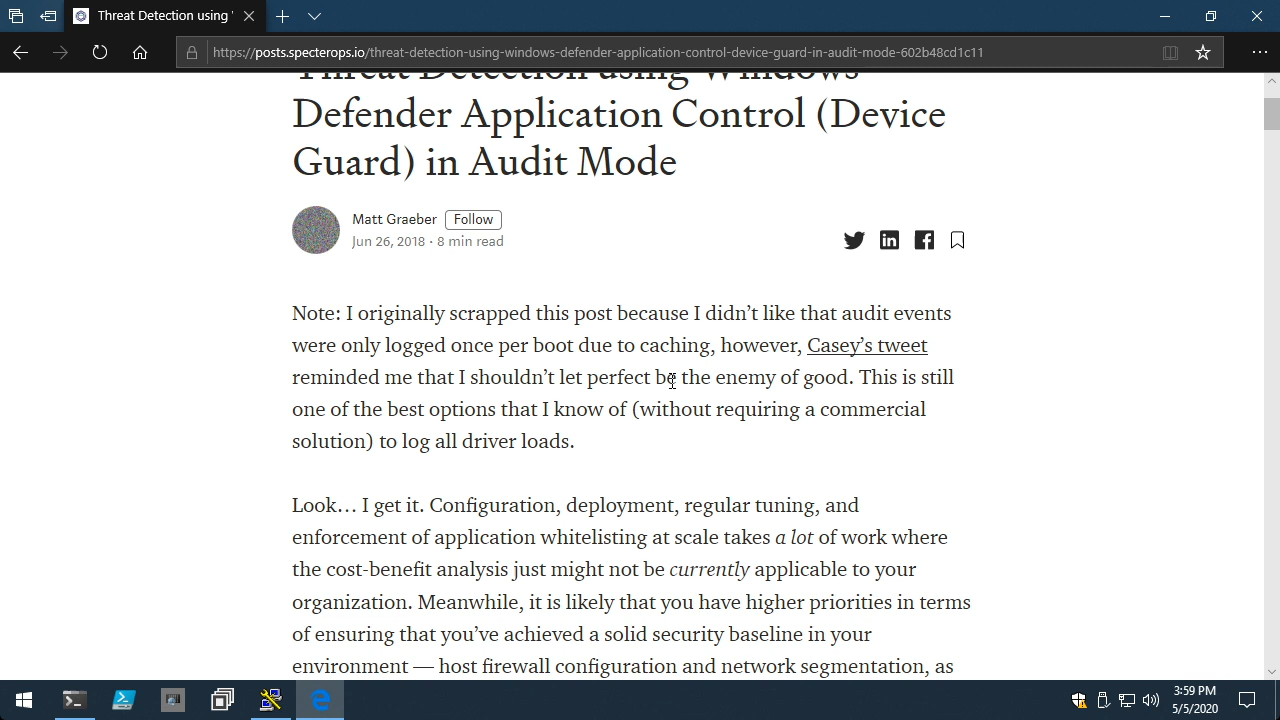 Threat Detection using '
https://posts.specterops.io/threat-detection-using-windows-defender-application-control-device-guard-in-audit-mode-602b48cd1c11
Threat Detection using Windows
Defender Application Control (Device
Guard) in Audit Mode
Matt Graeber Follow
Jun 26, 2018 · 8 min read
Note: I originally scrapped this post because I didn’t like that audit events
were only logged once per boot due to caching, however, Casey’s tweet
reminded me that I shouldn’t let perfect be the enemy of good. This is still
one of the best options that I know of (without requiring a commercial
solution) to log all driver loads.
Look… I get it. Configuration, deployment, regular tuning, and
enforcement of application whitelisting at scale takes a lot of work where
the cost-benefit analysis just might not be currently applicable to your
organization. Meanwhile, it is likely that you have higher priorities in terms
of ensuring that you’ve achieved a solid security baseline in your
environment — host firewall configuration and network segmentation, as
3:59 PM
5/5/2020